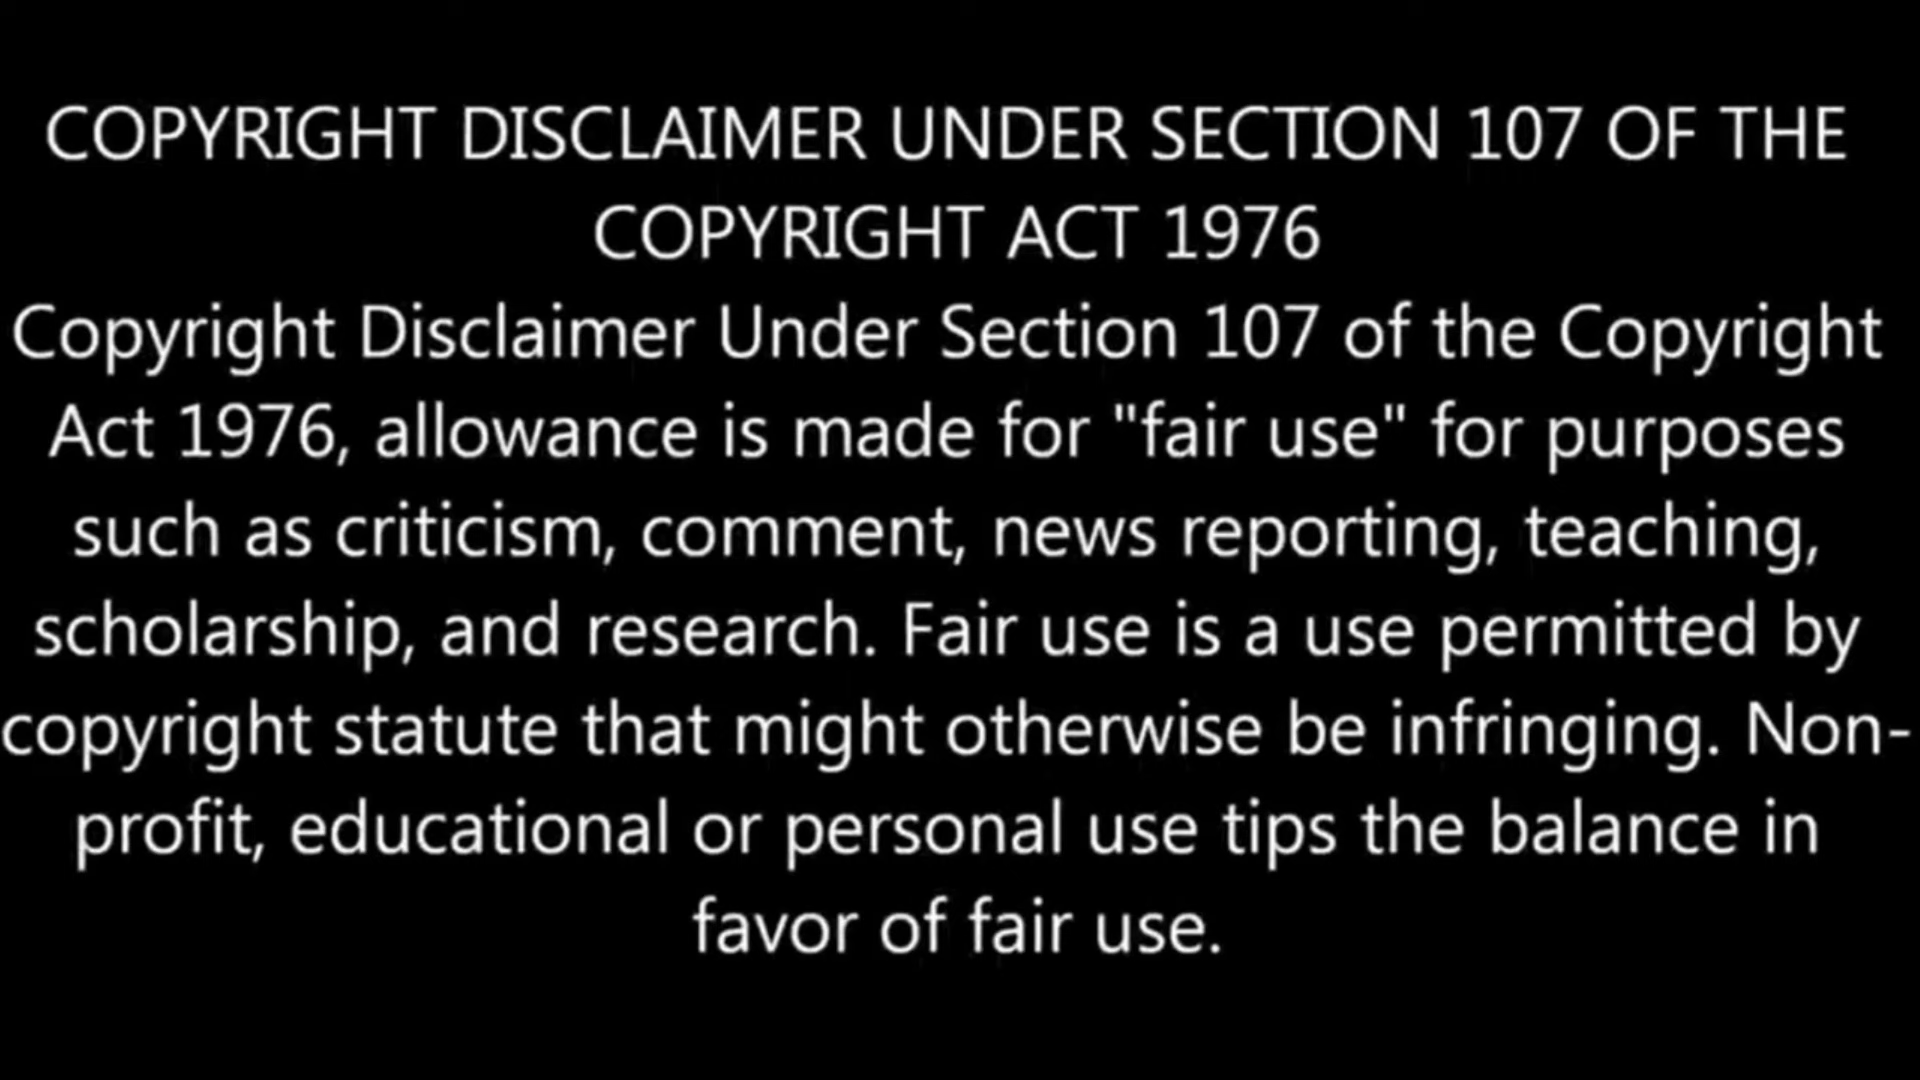 COPYRIGHT DISCLAIMER UNDER SECTION 107 OF THE
COPYRIGHT ACT 1976
Copyright Disclaimer Under Section 107 of the Copyright
Act 1976, allowance is made for "fair use" for purposes
such as criticism, comment, news reporting, teaching,
scholarship, and research. Fair use is a use permitted by
copyright statute that might otherwise be infringing. Non-
profit, educational or personal use tips the balance in
favor of fair use.